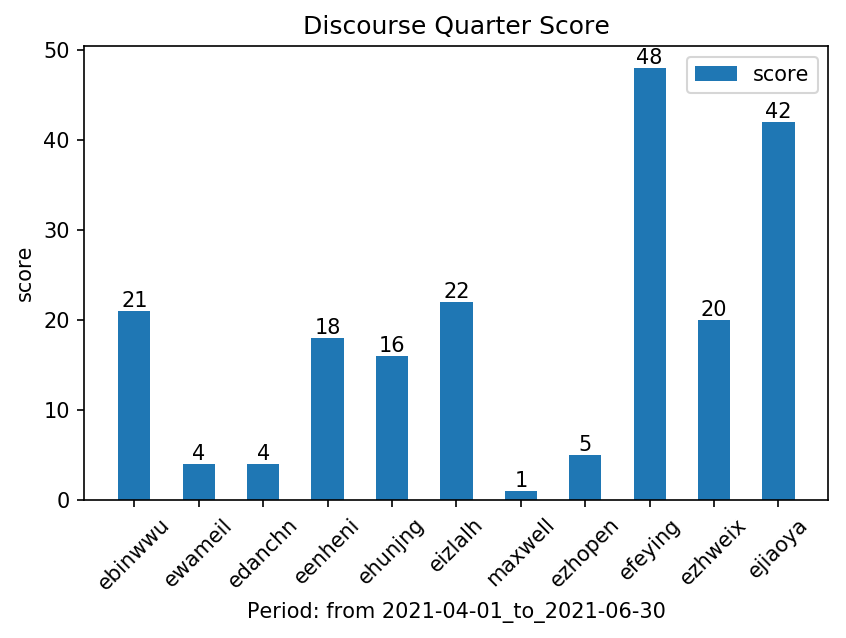 Discourse Quarter Score
score
50
40
30
20
10
0
score
21
4
4
18
16
22
1
5
48
20
42
ebinwwu
ewameil
edanchn
eenheni
ehunjng
eizlalh
maxwell
ezhopen
efeying
ezhweix
ejiaoya
Period: from 2021-04-01_to_2021-06-30